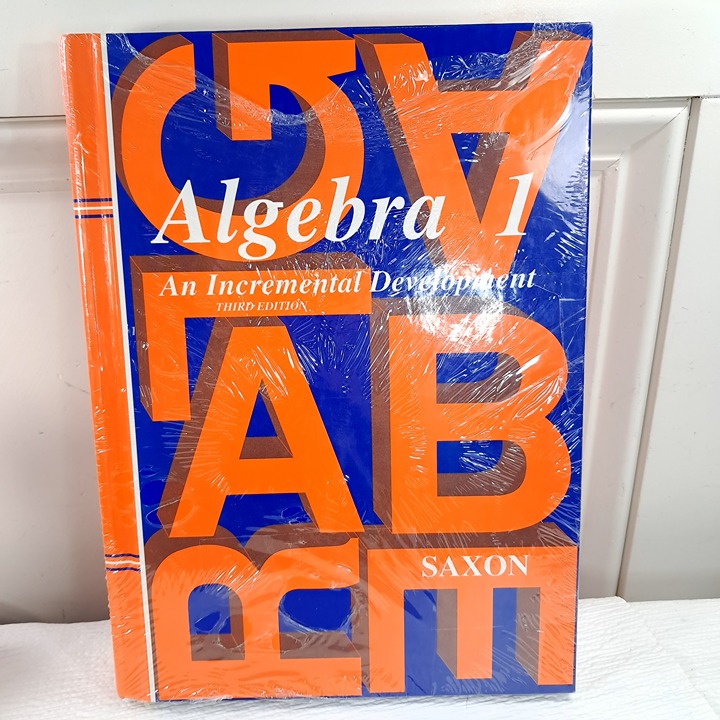 Algebra 1
An Incremental Development
THIRD EDITION
SAXON
G A
L A B
R E